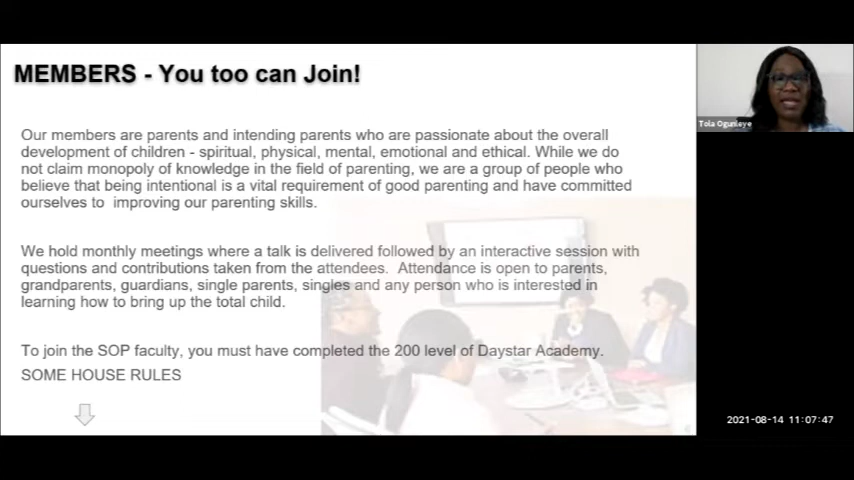 MEMBERS - You too can Join!
Our members are parents and intending parents who are passionate about the overall
development of children - spiritual, physical, mental, emotional and ethical. While we do
not claim monopoly of knowledge in the field of parenting, we are a group of people who
believe that being intentional is a vital requirement of good parenting and have committed
ourselves to improving our parenting skills.
We hold monthly meetings where a talk is delivered followed by an interactive session with
questions and contributions taken from the attendees. Attendance is open to parents,
grandparents, guardians, single parents, singles and any person who is interested in
learning how to bring up the total child.
To join the SOP faculty, you must have completed the 200 level of Daystar Academy.
SOME HOUSE RULES
Tola Ogunleye
2021-08-14 11:07:47